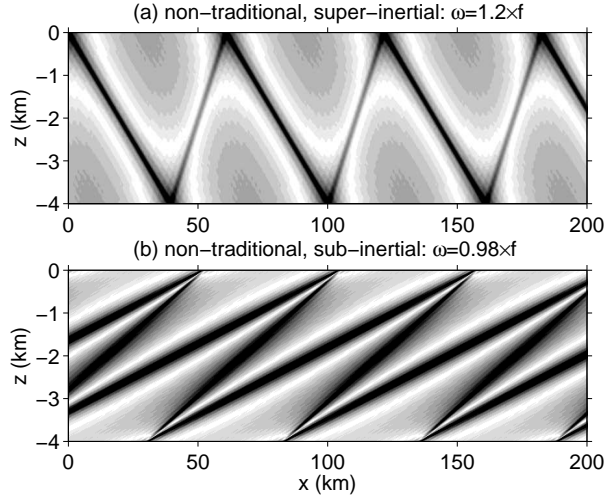 (a) non−traditional, super−inertial: ω=1.2×f
0
−1
−2
−3
−4
z (km)
0 50 100 150 200
(b) non−traditional, sub−inertial: ω=0.98×f
0
−1
−2
−3
−4
z (km)
0 50 100 150 200
x (km)